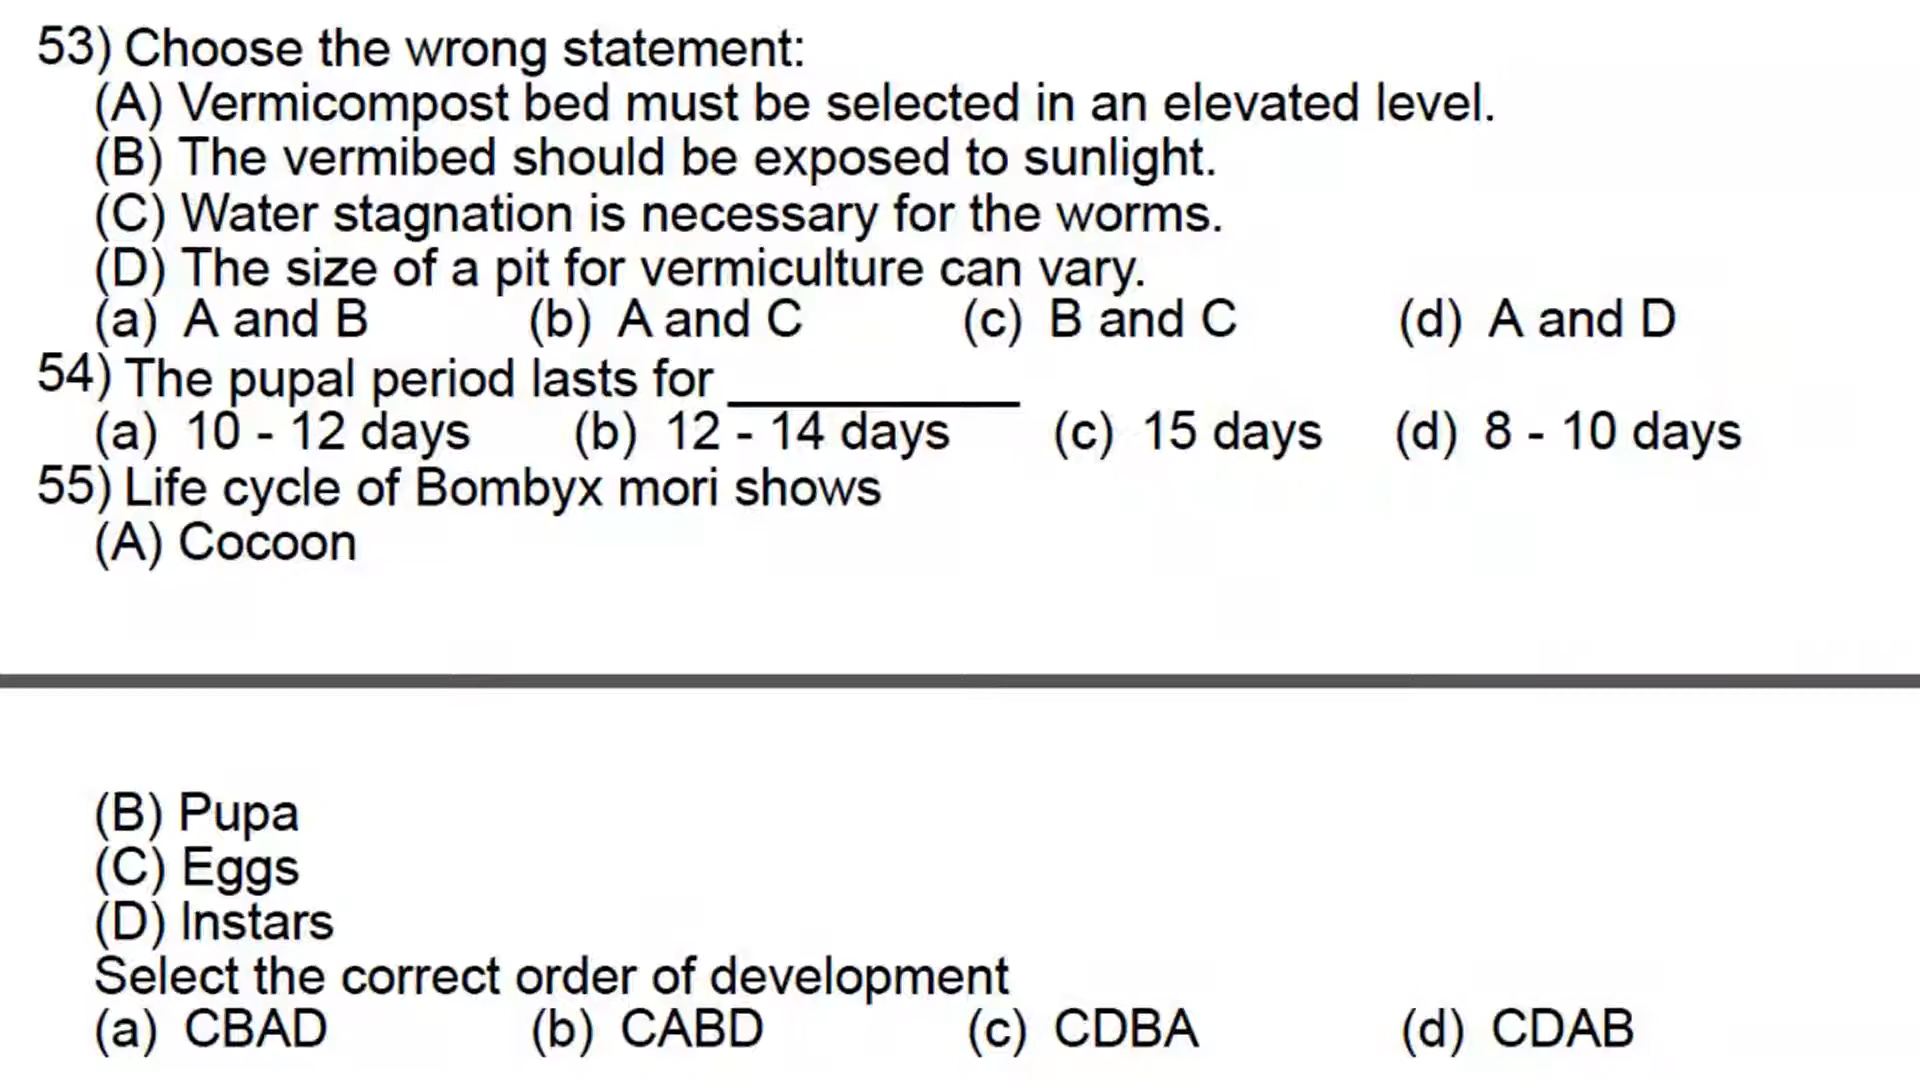 53) Choose the wrong statement:
(A) Vermicompost bed must be selected in an elevated level.
(B) The vermibed should be exposed to sunlight.
(C) Water stagnation is necessary for the worms.
(D) The size of a pit for vermiculture can vary.
(a) A and B (b) A and C (c) B and C (d) A and D
54) The pupal period lasts for ___________
(a) 10 - 12 days (b) 12 - 14 days (c) 15 days (d) 8 - 10 days
55) Life cycle of Bombyx mori shows
(A) Cocoon
(B) Pupa
(C) Eggs
(D) Instars
Select the correct order of development
(a) CBAD (b) CABD (c) CDBA (d) CDAB